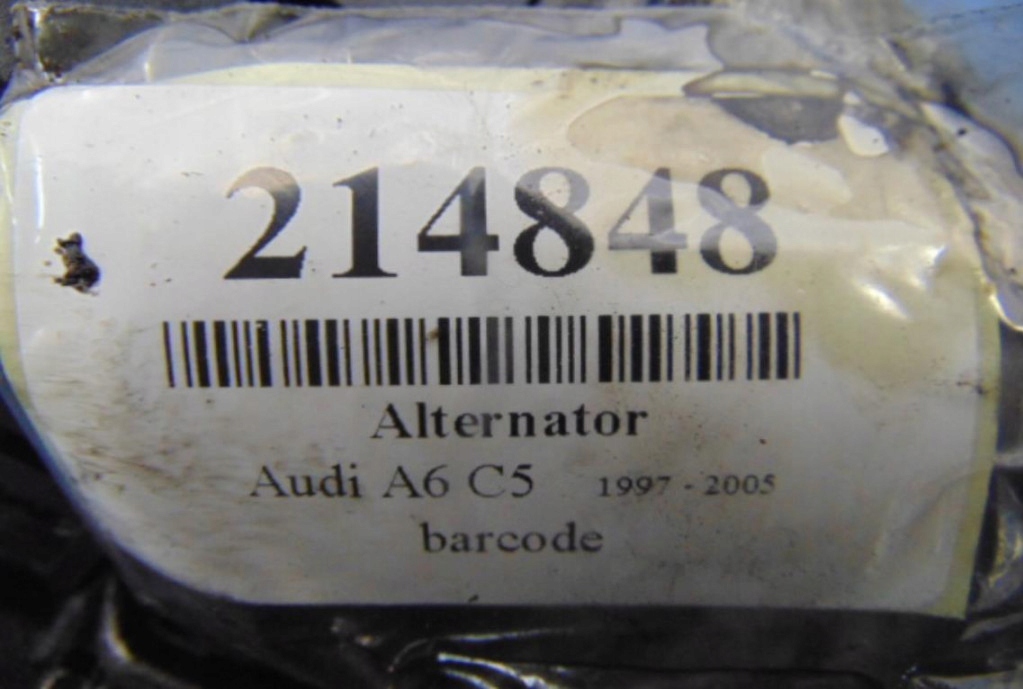 214848
Alternator
Audi A6 C5 1997 - 2005
barcode